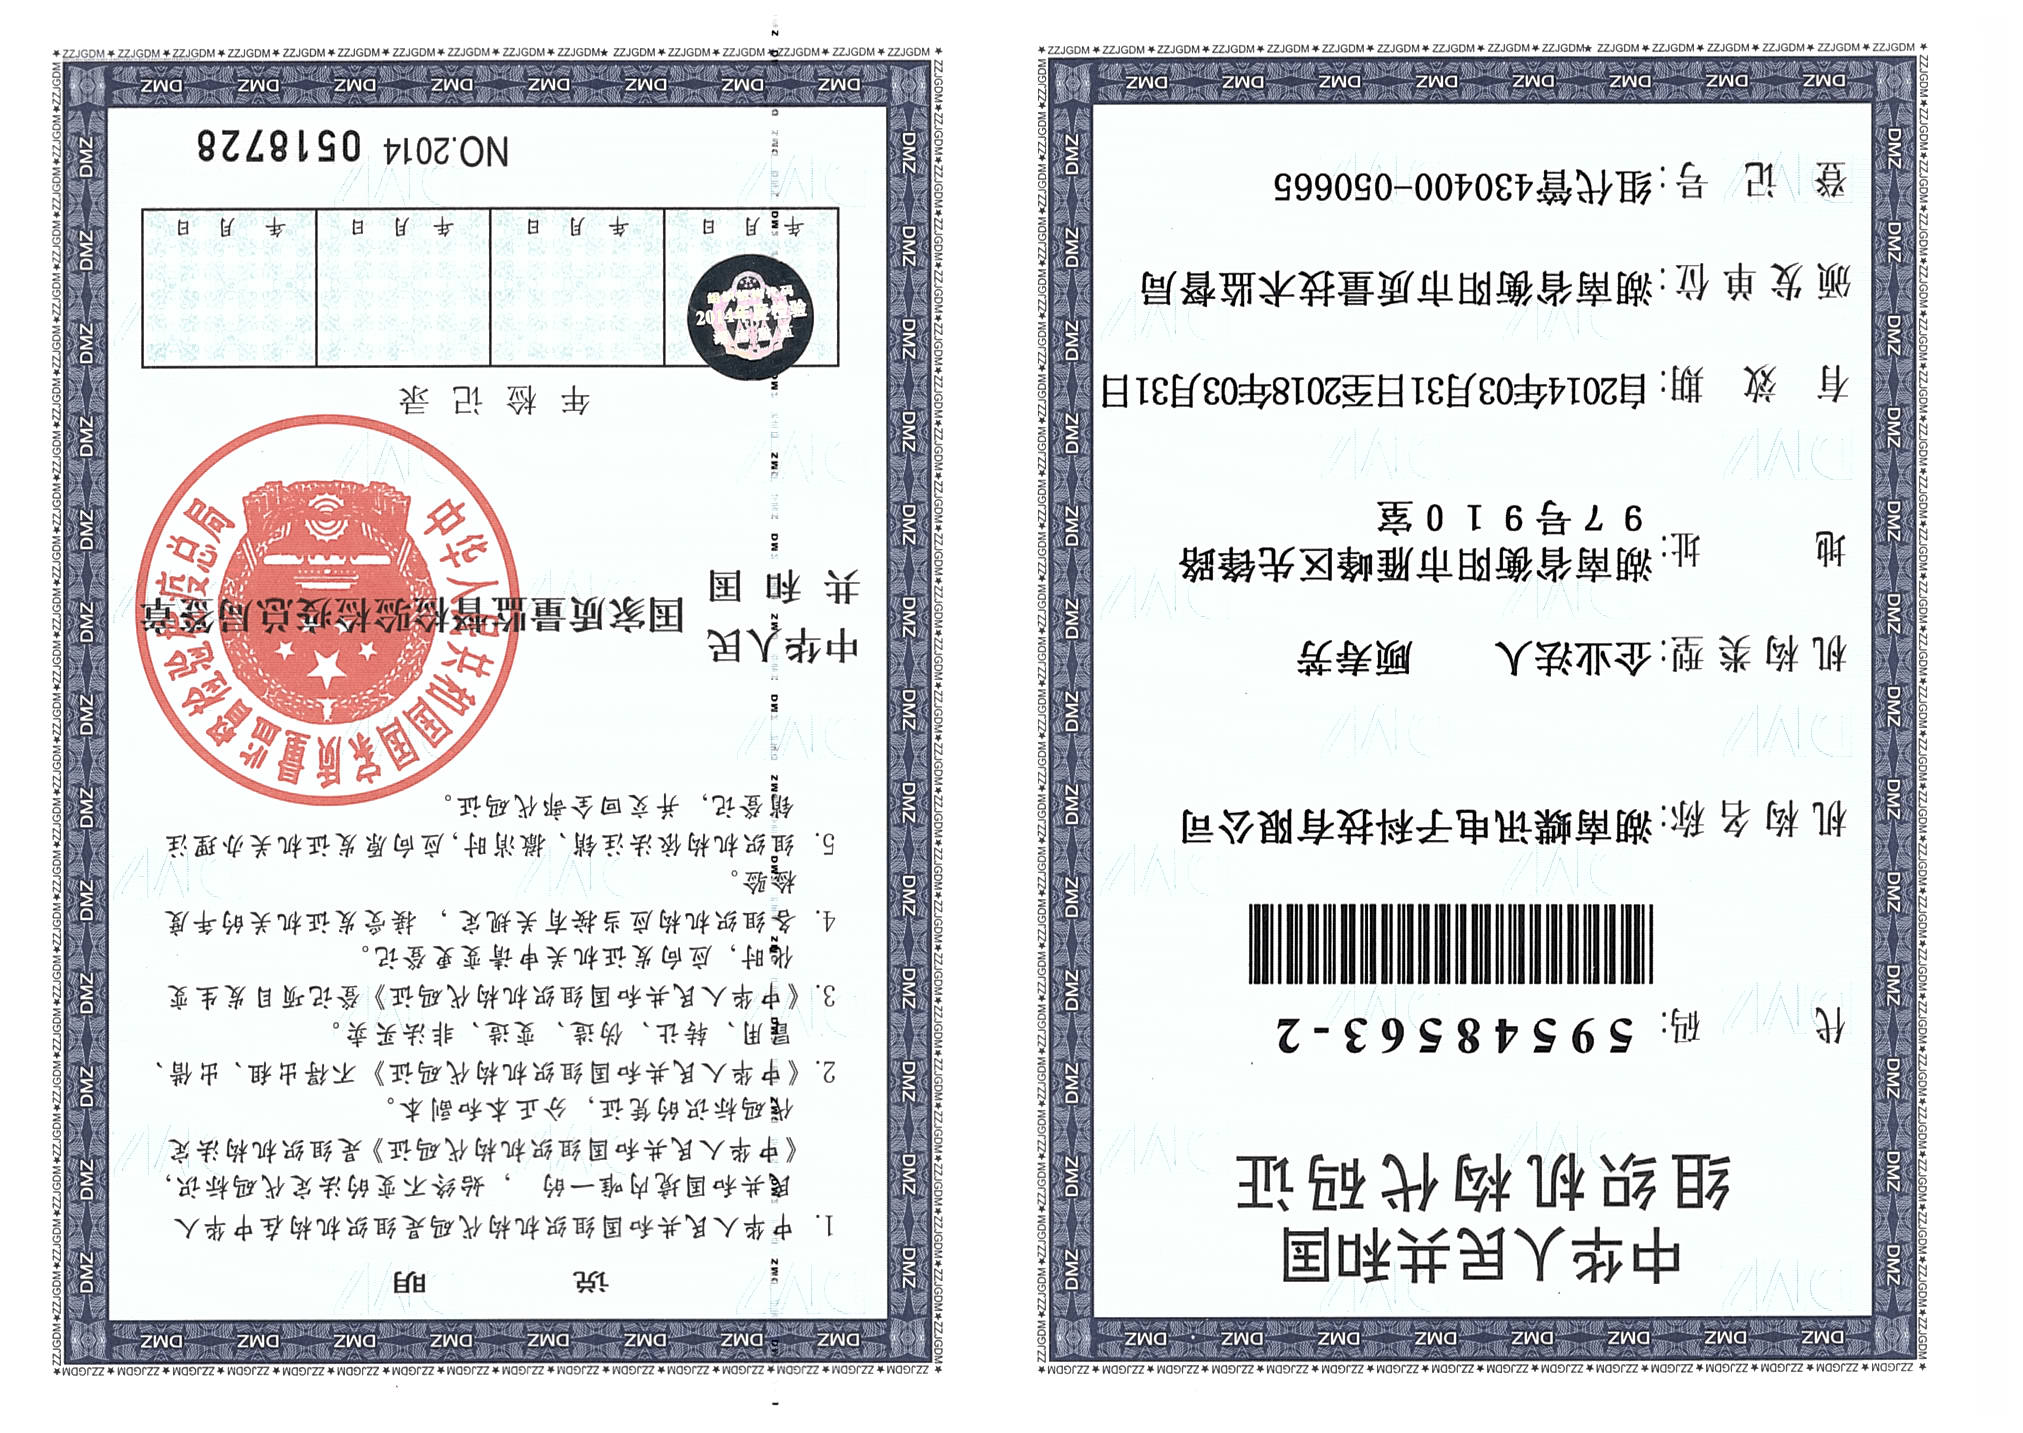 中华人民共和国
组织机构代码证
代 码: 59548563-2
机构名称: 湖南蝶讯电子科技有限公司
机构类型: 企业法人 顾寿芳
地 址: 湖南省衡阳市雁峰区先锋路
97号910室
有 效 期: 自2014年03月31日至2018年03月31日
颁发单位: 湖南省衡阳市质量技术监督局
登 记 号: 组代管430400-050665
说 明
1. 中华人民共和国组织机构代码是组织机构在中华人
民共和国境内唯一的 ，始终不变的法定代码标识，
《中华人民共和国组织机构代码证》是组织机构法定
代码标识的凭证，分正本和副本。
2. 《中华人民共和国组织机构代码证》不得出租、出借、
冒用、转让、伪造、变造、非法买卖。
3. 《中华人民共和国组织机构代码证》登记项目发生变
化时，应向发证机关申请变更登记。
4. 各组织机构应当按有关规定，接受发证机关的年度
检验。
5. 组织机构依法注销、撤消时，应向原发证机关办理注
销登记，并交回全部代码证。
中华人民
共和国 国家质量监督检验检疫总局签章
中华人民共和国国家质量监督检验检疫总局
年 检 记 录
2014年
年 月 日 年 月 日 年 月 日 年 月 日
NO.2014 0518728